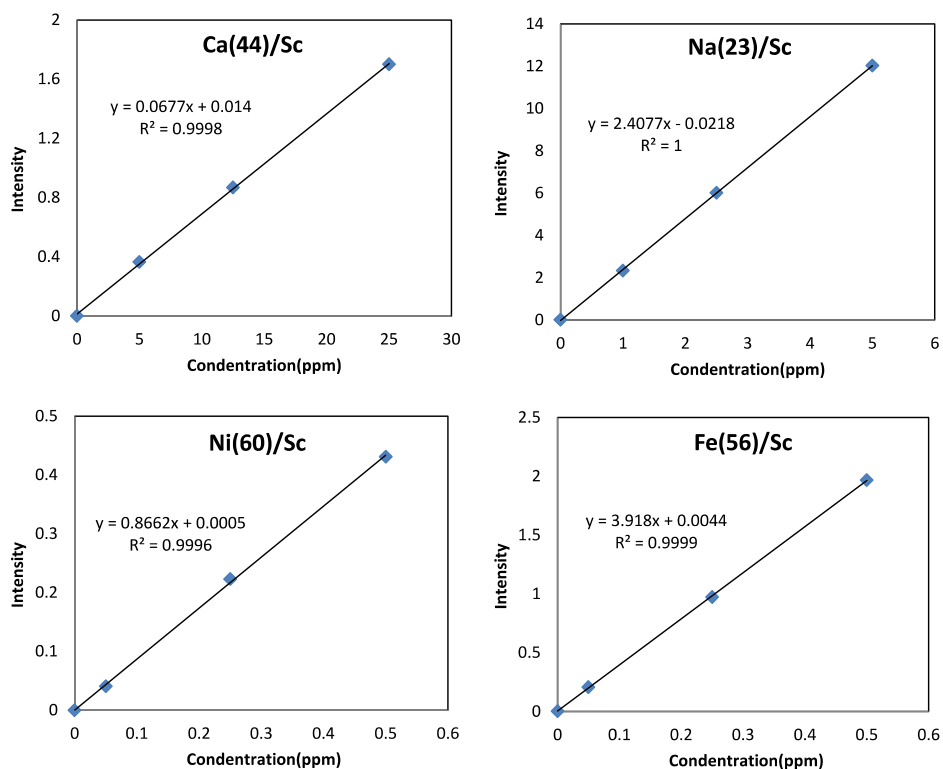 Ca(44)/Sc
y = 0.0677x + 0.014
R² = 0.9998
Intensity
2
1.6
1.2
0.8
0.4
0
0 5 10 15 20 25 30
Condentration(ppm)
Na(23)/Sc
y = 2.4077x - 0.0218
R² = 1
Intensity
14
12
10
8
6
4
2
0
0 1 2 3 4 5 6
Condentration(ppm)
Ni(60)/Sc
y = 0.8662x + 0.0005
R² = 0.9996
Intensity
0.5
0.4
0.3
0.2
0.1
0
0 0.1 0.2 0.3 0.4 0.5 0.6
Condentration(ppm)
Fe(56)/Sc
y = 3.918x + 0.0044
R² = 0.9999
Intensity
2.5
2
1.5
1
0.5
0
0 0.1 0.2 0.3 0.4 0.5 0.6
Condentration(ppm)